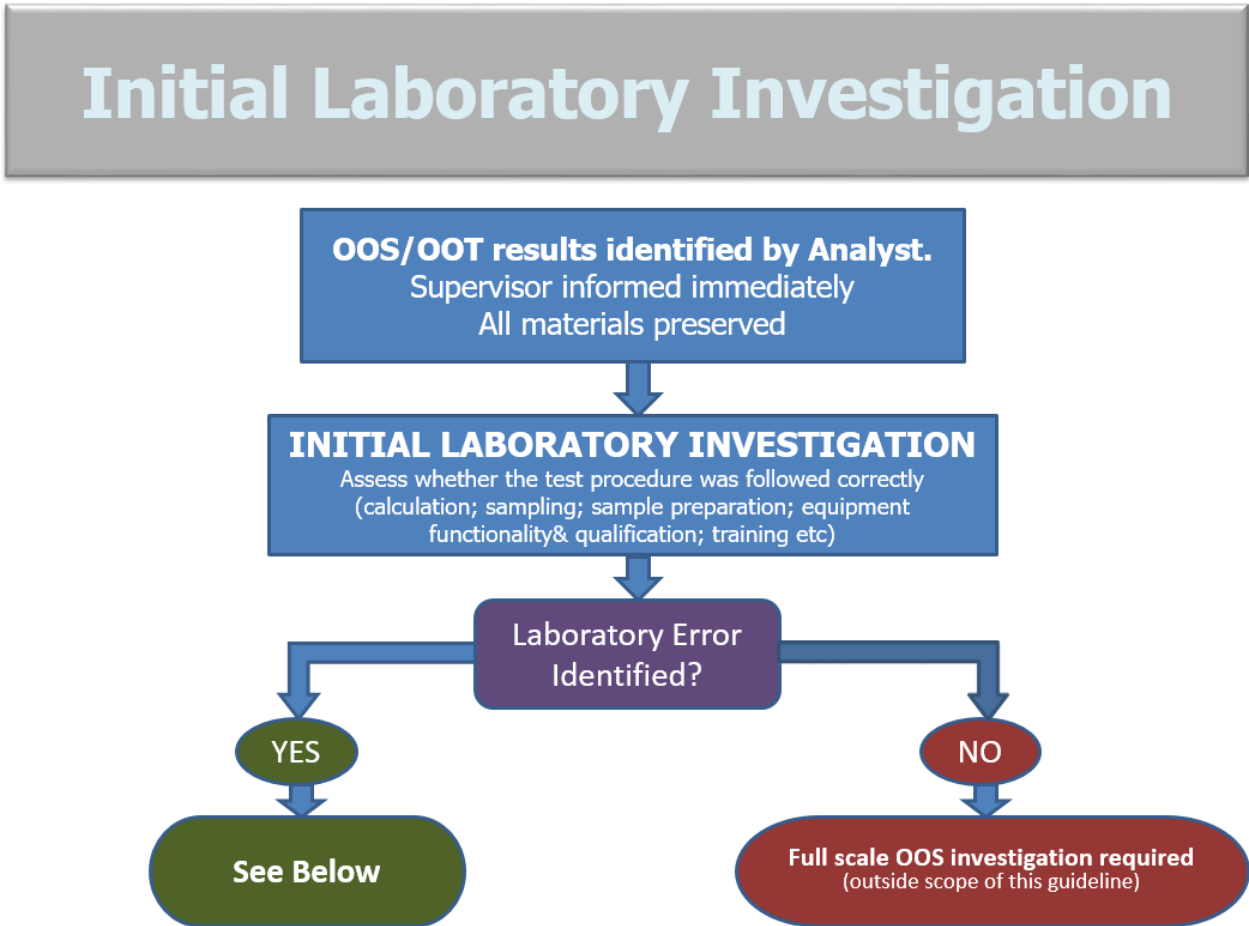 Initial Laboratory Investigation
OOS/OOT results identified by Analyst.
Supervisor informed immediately
All materials preserved
INITIAL LABORATORY INVESTIGATION
Assess whether the test procedure was followed correctly
(calculation; sampling; sample preparation; equipment
functionality& qualification; training etc)
Laboratory Error
Identified?
YES
NO
See Below
Full scale OOS investigation required
(outside scope of this guideline)